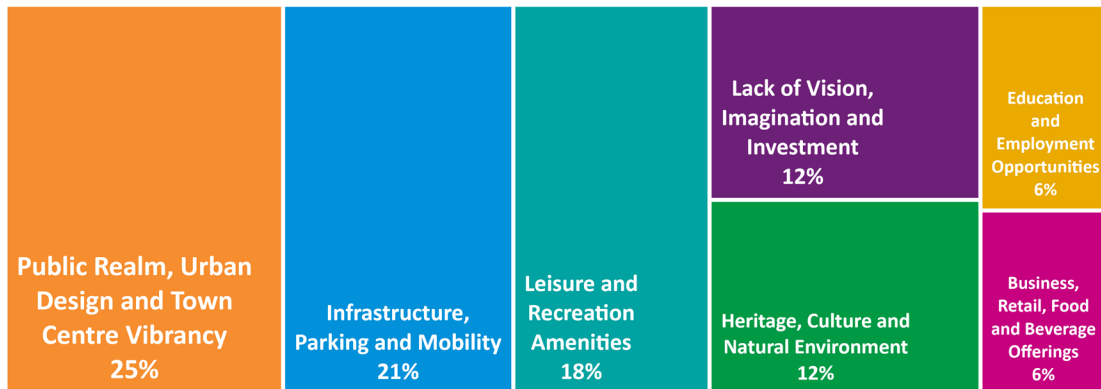 Public Realm, Urban
Design and Town
Centre Vibrancy
25%
Infrastructure,
Parking and Mobility
21%
Leisure and
Recreation
Amenities
18%
Lack of Vision,
Imagination and
Investment
12%
Heritage, Culture and
Natural Environment
12%
Education
and
Employment
Opportunities
6%
Business,
Retail, Food
and Beverage
Offerings
6%